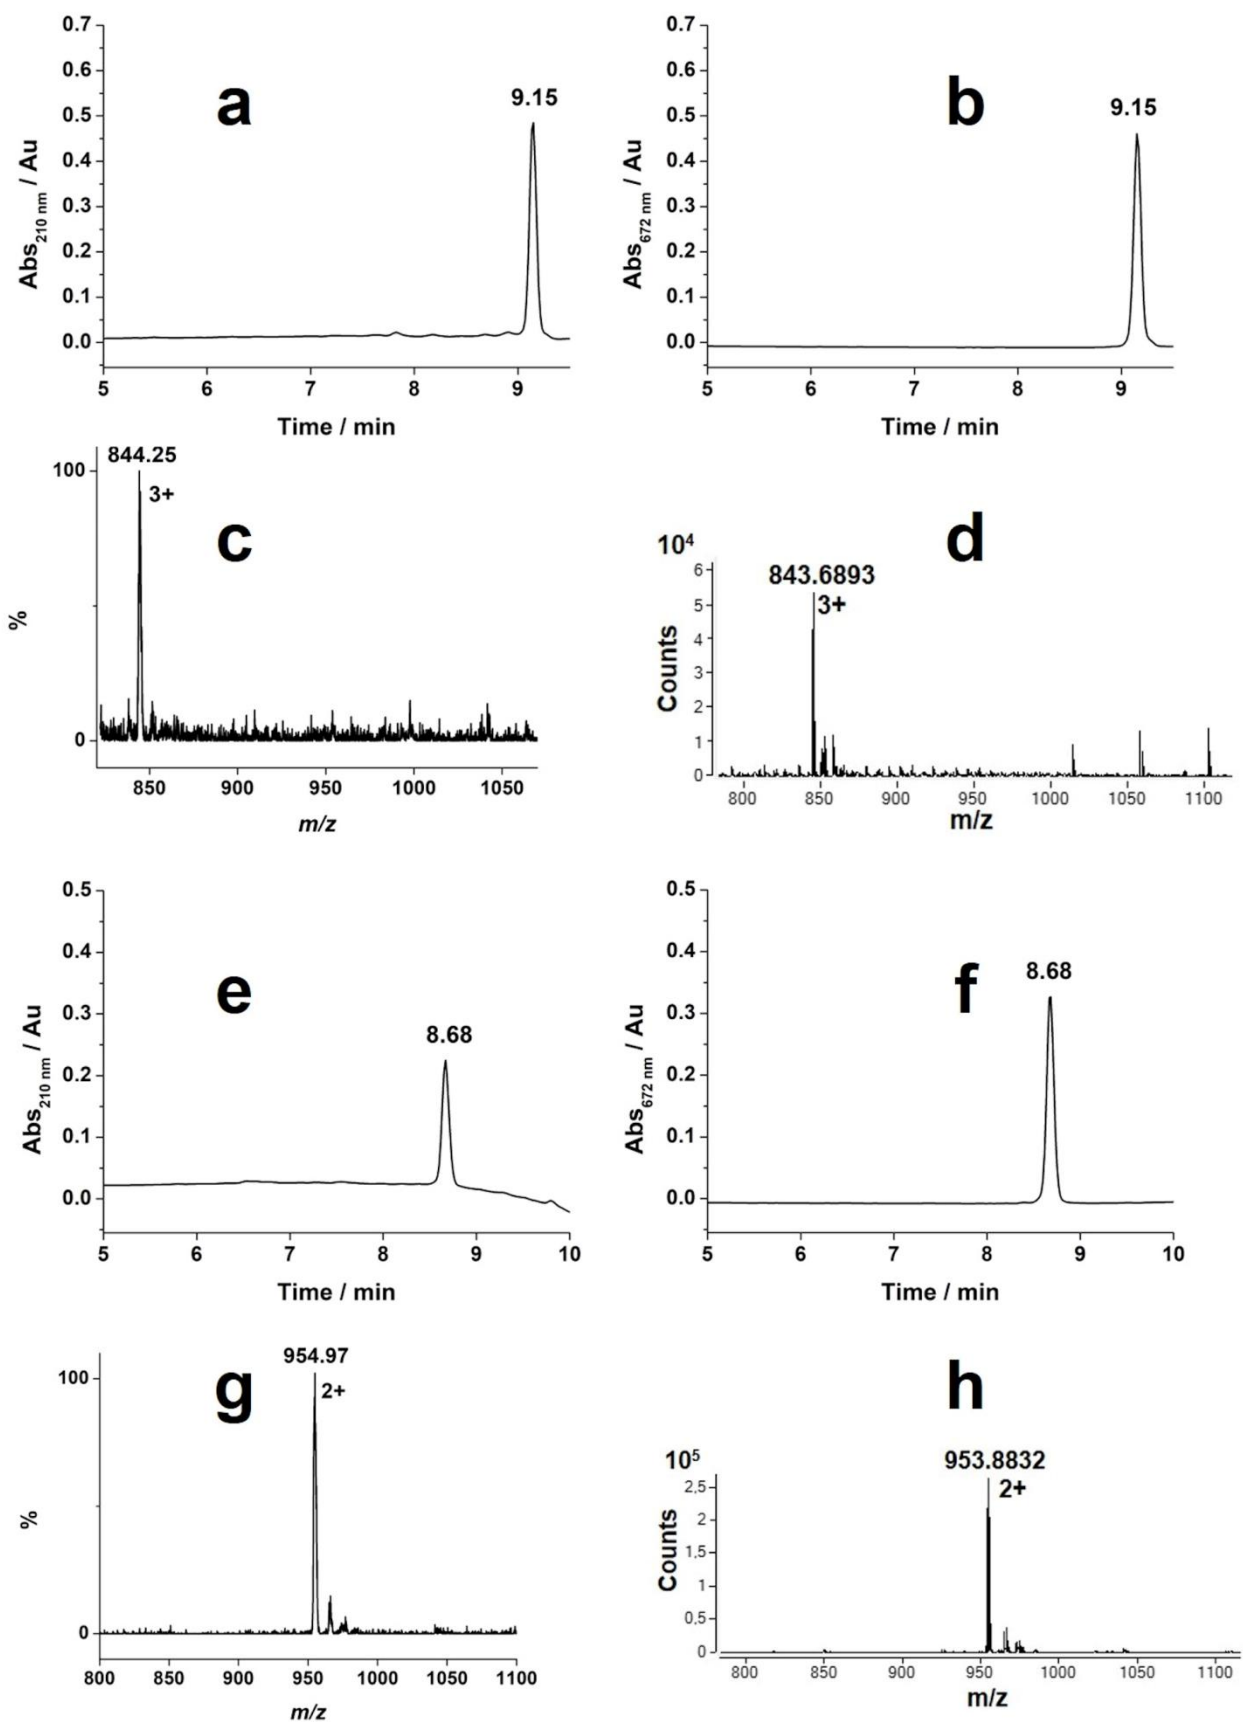 a
9.15
0.7
0.6
0.5
0.4
0.3
0.2
0.1
0.0
Abs210 nm / Au
5 6 7 8 9
Time / min
b
9.15
0.7
0.6
0.5
0.4
0.3
0.2
0.1
0.0
Abs672 nm / Au
5 6 7 8 9
Time / min
c
844.25
3+
100
0
%
850 900 950 1000 1050
m/z
d
10⁴
843.6893
3+
6
5
4
3
2
1
0
Counts
800 850 900 950 1000 1050 1100
m/z
e
8.68
0.5
0.4
0.3
0.2
0.1
0.0
Abs210 nm / Au
5 6 7 8 9 10
Time / min
f
8.68
0.5
0.4
0.3
0.2
0.1
0.0
Abs672 nm / Au
5 6 7 8 9 10
Time / min
g
954.97
2+
100
0
%
800 850 900 950 1000 1050 1100
m/z
h
10⁵
953.8832
2+
2,5
2
1,5
1
0,5
0
Counts
800 850 900 950 1000 1050 1100
m/z